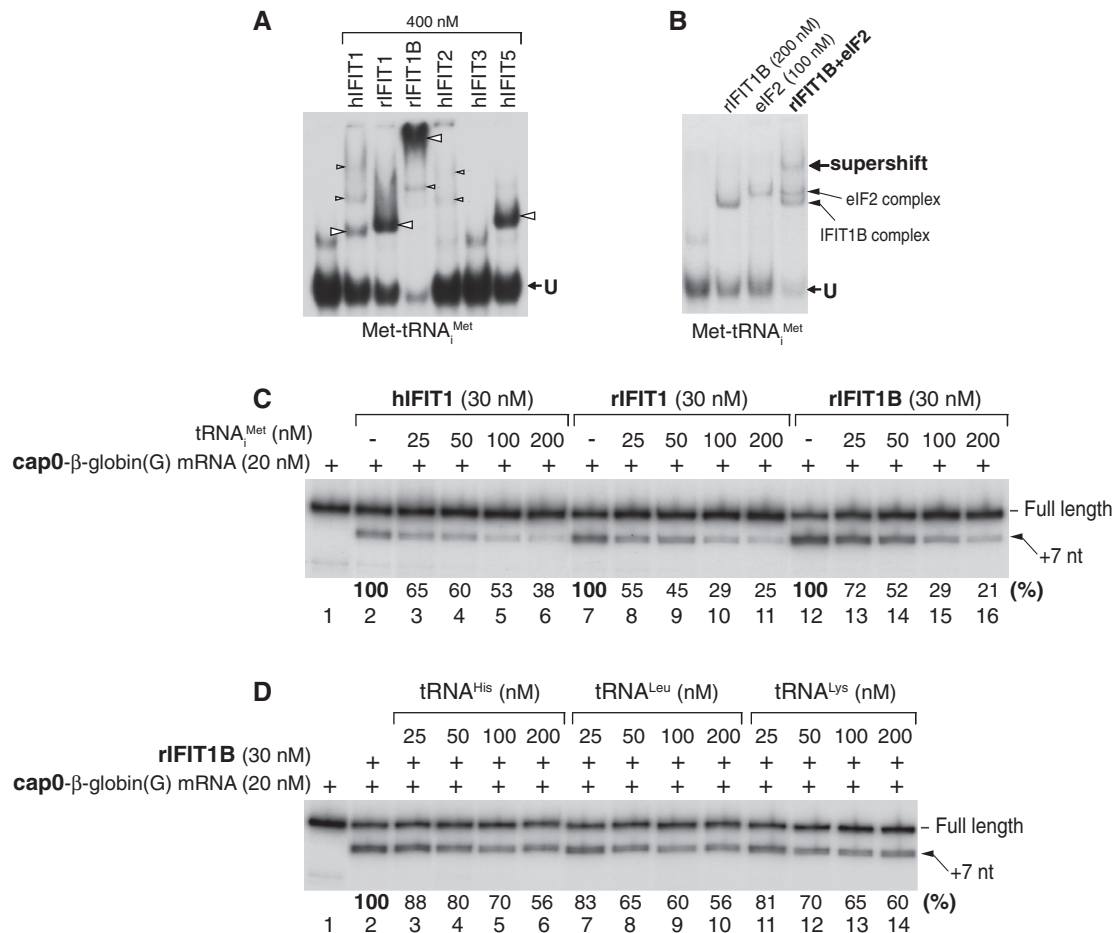 A
400 nM
hIFIT1
rIFIT1
rIFIT1B
hIFIT2
hIFIT3
hIFIT5
U
Met-tRNAiMet
B
rIFIT1B (200 nM)
eIF2 (100 nM)
rIFIT1B+eIF2
supershift
eIF2 complex
IFIT1B complex
U
Met-tRNAiMet
C
hIFIT1 (30 nM) rIFIT1 (30 nM) rIFIT1B (30 nM)
tRNAiMet (nM) - 25 50 100 200 - 25 50 100 200 - 25 50 100 200
cap0-β-globin(G) mRNA (20 nM) + + + + + + + + + + + + + + + +
Full length
+7 nt
100 65 60 53 38 100 55 45 29 25 100 72 52 29 21 (%)
1 2 3 4 5 6 7 8 9 10 11 12 13 14 15 16
D
tRNAHis (nM) tRNALeu (nM) tRNALys (nM)
25 50 100 200 25 50 100 200 25 50 100 200
rIFIT1B (30 nM) + + + + + + + + + + + + +
cap0-β-globin(G) mRNA (20 nM) + + + + + + + + + + + + + +
Full length
+7 nt
100 88 80 70 56 83 65 60 56 81 70 65 60 (%)
1 2 3 4 5 6 7 8 9 10 11 12 13 14